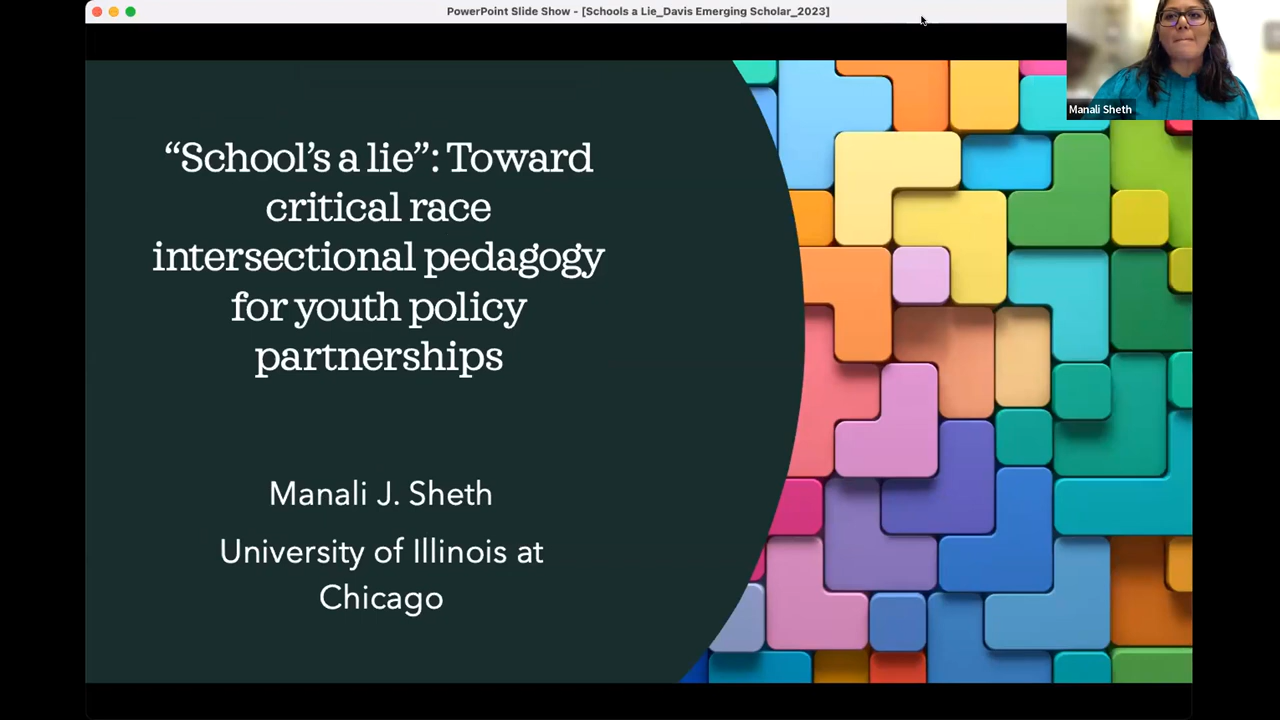 PowerPoint Slide Show - [Schools a Lie_Davis Emerging Scholar_2023]
Manali Sheth
“School’s a lie”: Toward
critical race
intersectional pedagogy
for youth policy
partnerships
Manali J. Sheth
University of Illinois at
Chicago